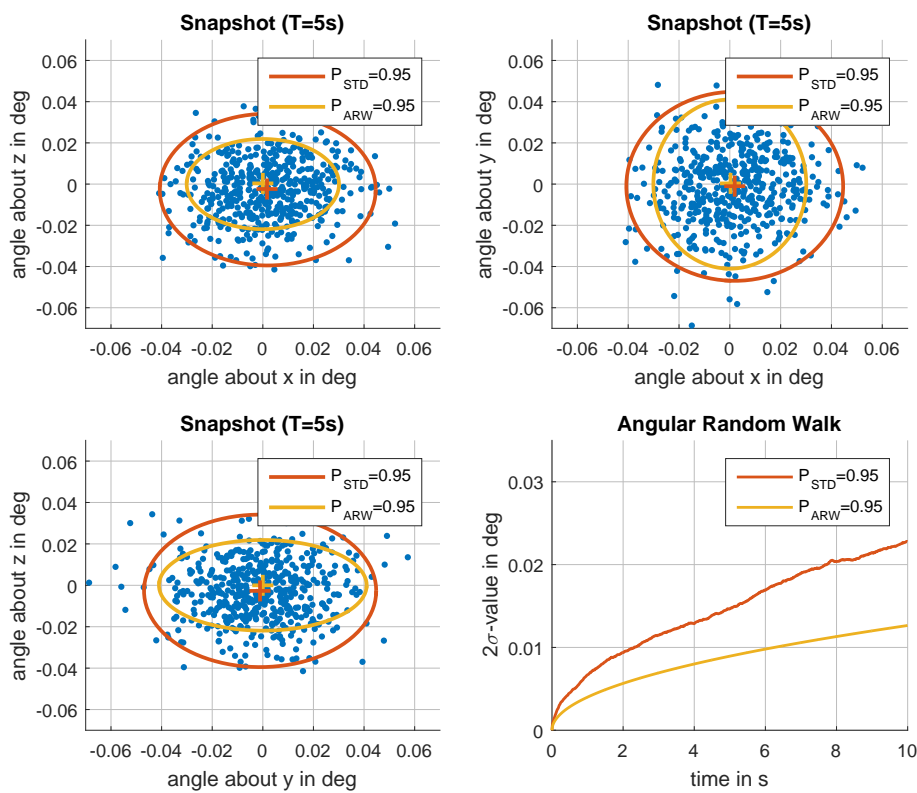 Snapshot (T=5s)
P_STD=0.95
P_ARW=0.95
0.06
0.04
0.02
0
-0.02
-0.04
-0.06
angle about z in deg
-0.06 -0.04 -0.02 0 0.02 0.04 0.06
angle about x in deg
Snapshot (T=5s)
P_STD=0.95
P_ARW=0.95
0.06
0.04
0.02
0
-0.02
-0.04
-0.06
angle about y in deg
-0.06 -0.04 -0.02 0 0.02 0.04 0.06
angle about x in deg
Snapshot (T=5s)
P_STD=0.95
P_ARW=0.95
0.06
0.04
0.02
0
-0.02
-0.04
-0.06
angle about z in deg
-0.06 -0.04 -0.02 0 0.02 0.04 0.06
angle about y in deg
Angular Random Walk
P_STD=0.95
P_ARW=0.95
0.03
0.02
0.01
0
2σ-value in deg
0 2 4 6 8 10
time in s